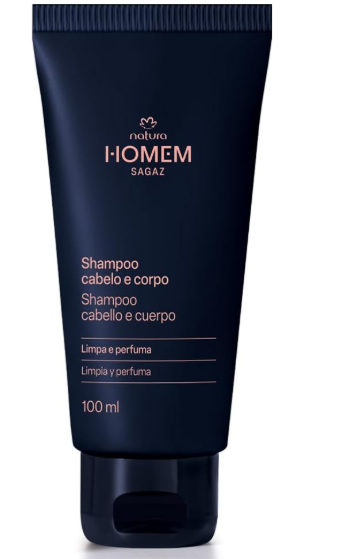 natura
HOMEM
SAGAZ
Shampoo
cabelo e corpo
Shampoo
cabello e cuerpo
Limpa e perfuma
Limpia y perfuma
100 ml